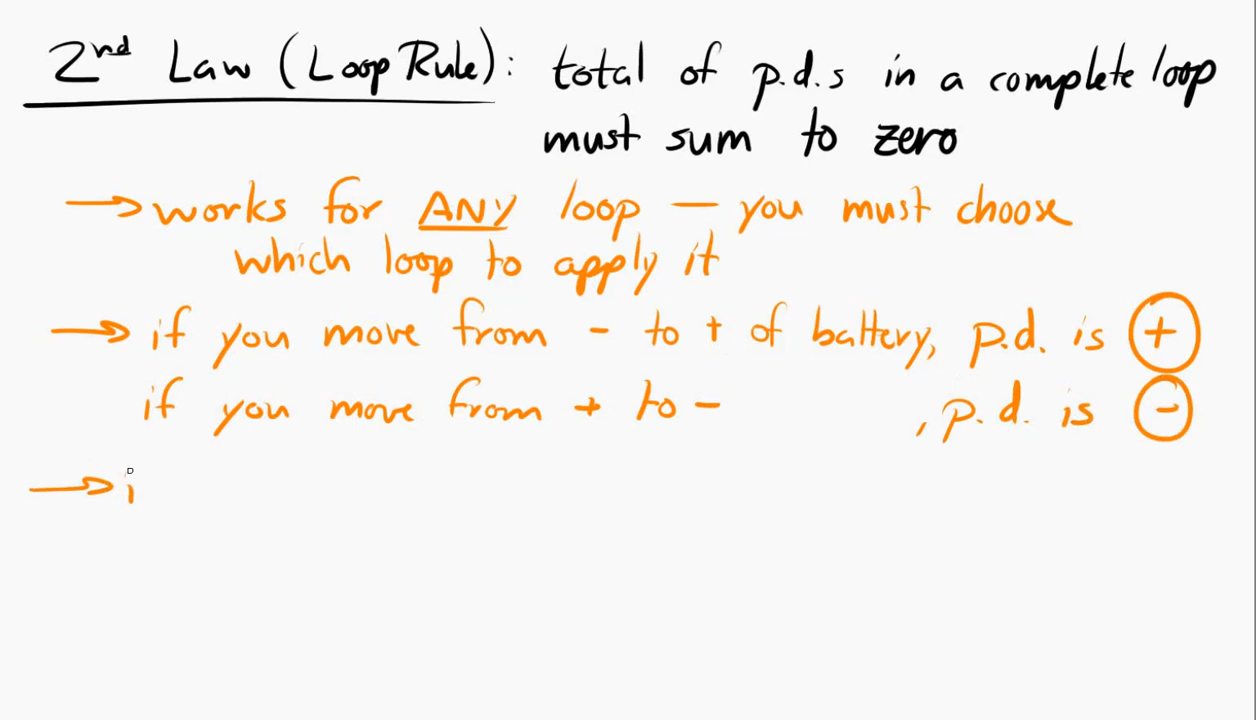 2nd Law (Loop Rule): total of p.d.s in a complete loop
must sum to zero
→ works for ANY loop — you must choose
which loop to apply it
→ if you move from - to + of battery, p.d. is +
if you move from + to - , p.d. is -
→ i